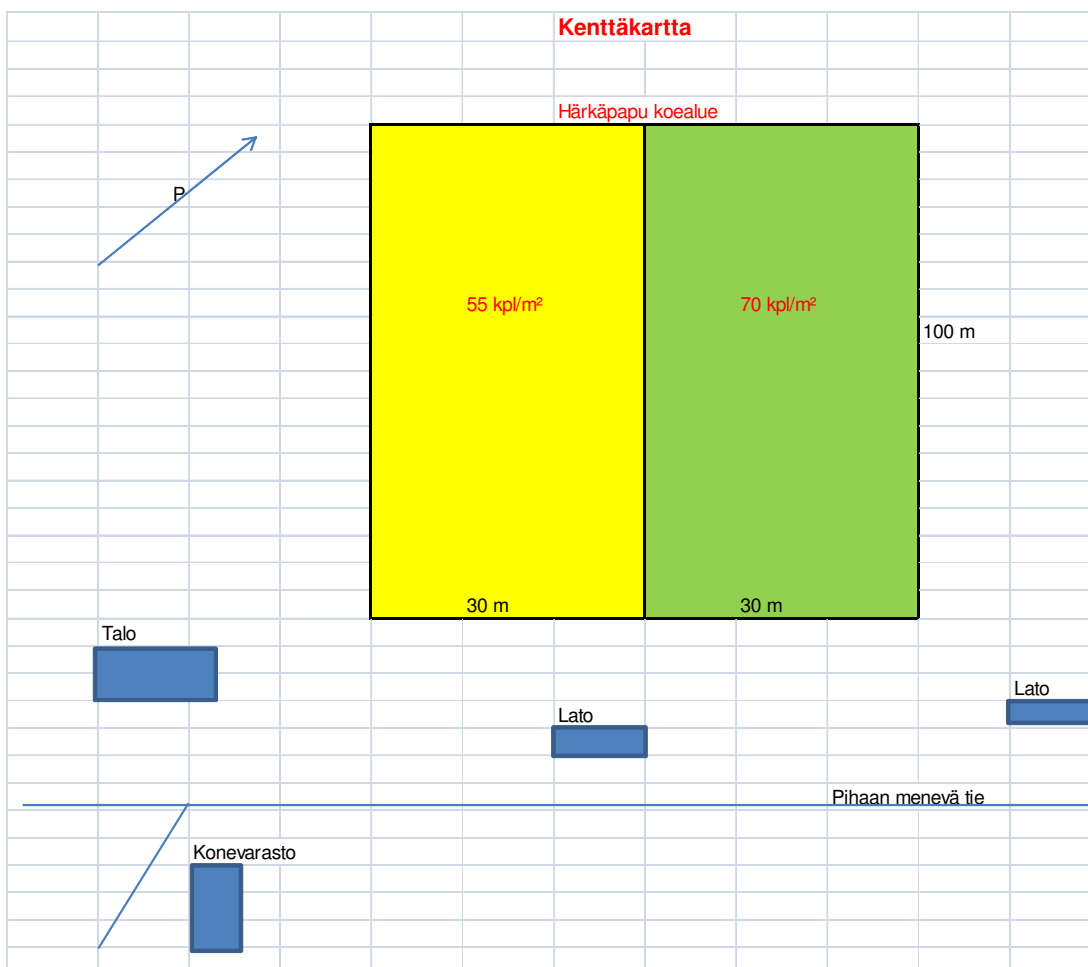 Kenttäkartta
Härkäpapu koealue
P
55 kpl/m²
70 kpl/m²
100 m
30 m
30 m
Talo
Lato
Lato
Pihaan menevä tie
Konevarasto